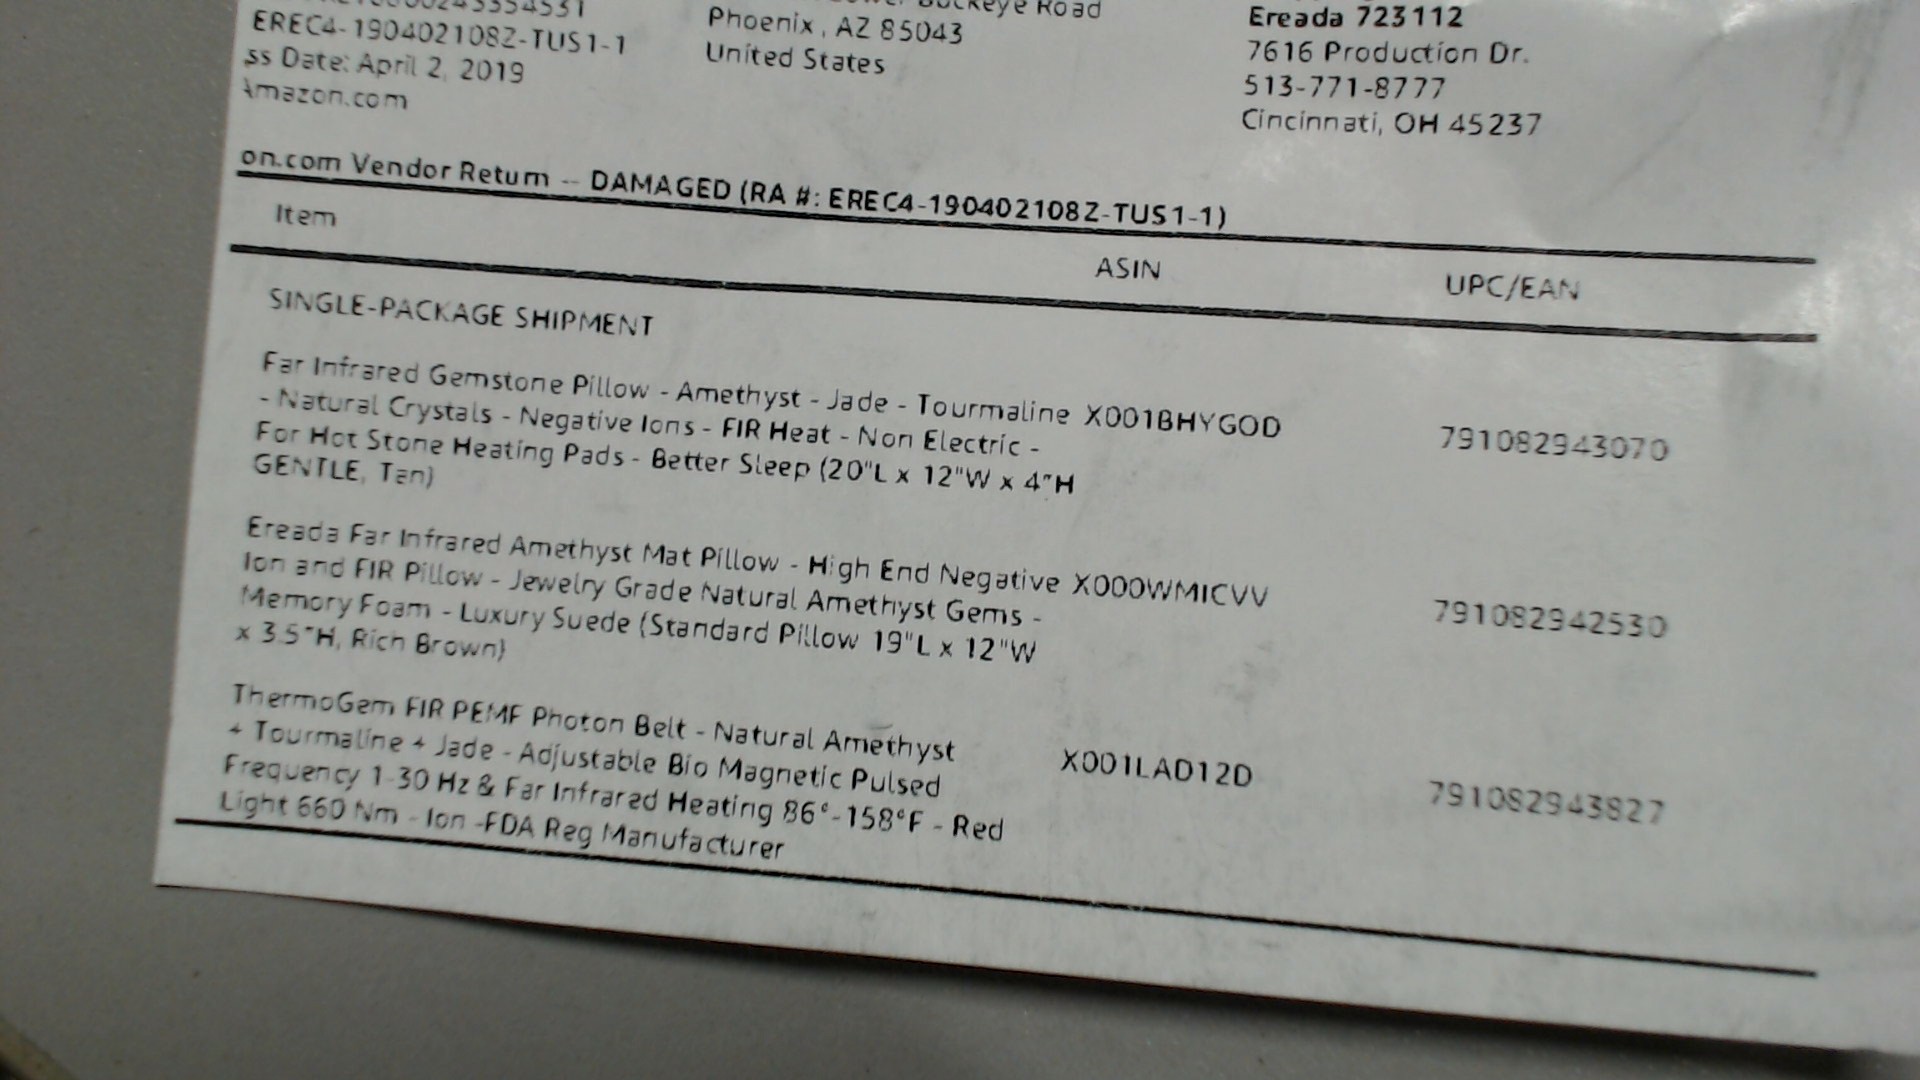 EREC4-190402108Z-TUS1-1
ss Date: April 2, 2019
Amazon.com
Buckeye Road
Phoenix, AZ 85043
United States
Ereada 723112
7616 Production Dr.
513-771-8777
Cincinnati, OH 45237
on.com Vendor Return -- DAMAGED (RA #: EREC4-190402108Z-TUS1-1)
Item ASIN UPC/EAN
SINGLE-PACKAGE SHIPMENT
Far Infrared Gemstone Pillow - Amethyst - Jade - Tourmaline X001BHYGOD 791082943070
- Natural Crystals - Negative Ions - FIR Heat - Non Electric -
For Hot Stone Heating Pads - Better Sleep (20"L x 12"W x 4"H
GENTLE, Tan)
Ereada Far Infrared Amethyst Mat Pillow - High End Negative X000WMICVV 791082942530
Ion and FIR Pillow - Jewelry Grade Natural Amethyst Gems -
Memory Foam - Luxury Suede (Standard Pillow 19"L x 12"W
x 3.5"H, Rich Brown)
ThermoGem FIR PEMF Photon Belt - Natural Amethyst X001LAD12D 791082943827
+ Tourmaline + Jade - Adjustable Bio Magnetic Pulsed
Frequency 1-30 Hz & Far Infrared Heating 86°-158°F - Red
Light 660 Nm - Ion -FDA Reg Manufacturer